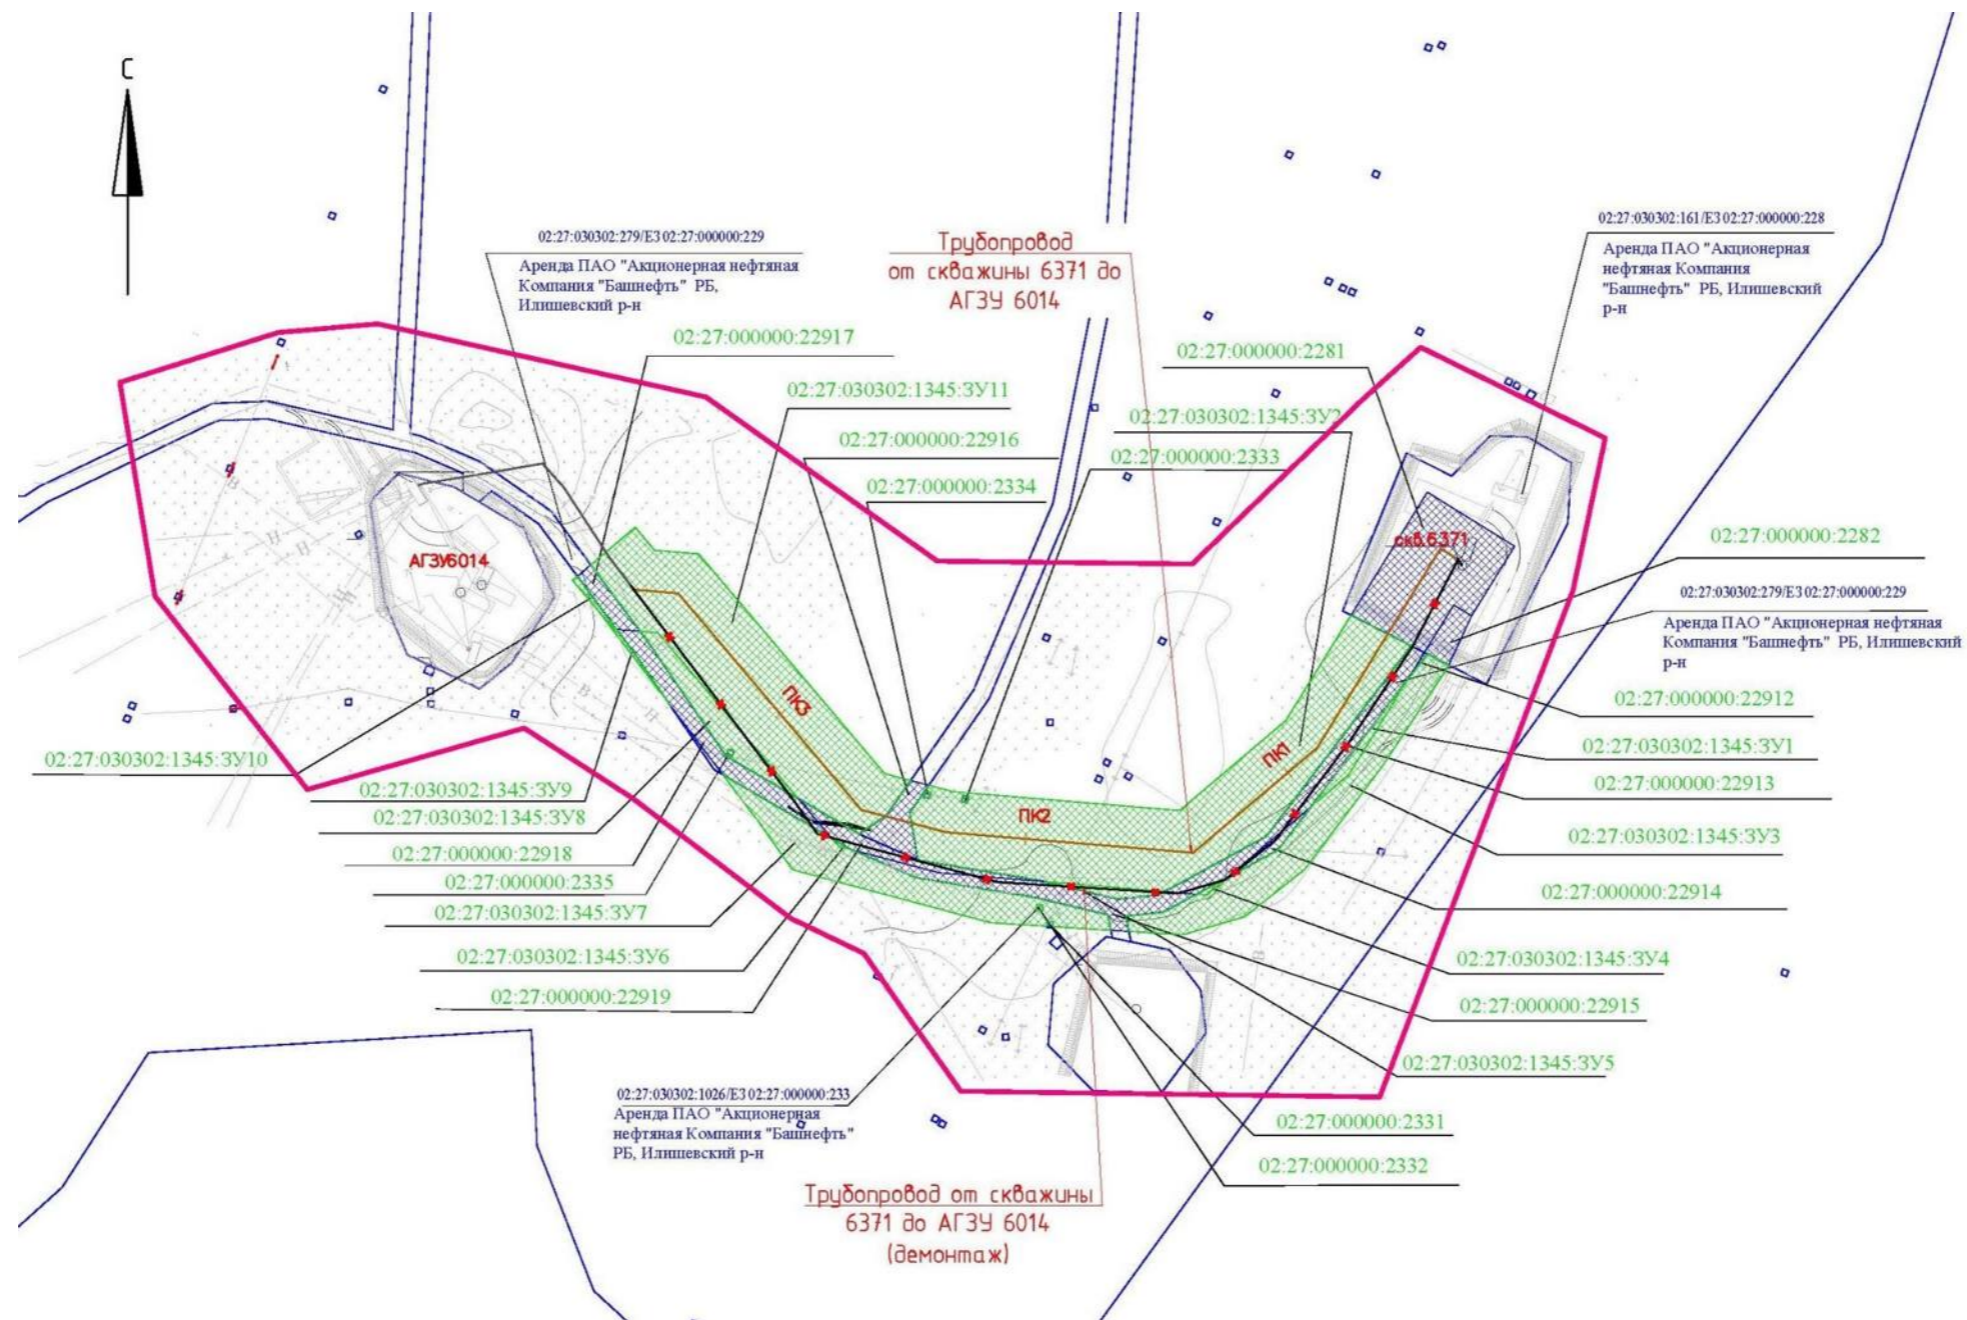 С
02:27:030302:279/ЕЗ 02:27:000000:229
Аренда ПАО "Акционерная нефтяная
Компания "Башнефть" РБ,
Илишевский р-н
Трубопровод
от скважины 6371 до
АГЗУ 6014
02:27:030302:161/ЕЗ 02:27:000000:228
Аренда ПАО "Акционерная
нефтяная Компания
"Башнефть" РБ, Илишевский
р-н
02:27:000000:22917
02:27:030302:1345:ЗУ11
02:27:000000:22916
02:27:000000:2334
02:27:000000:2281
02:27:030302:1345:ЗУ2
02:27:000000:2333
АГЗУ6014
скв.6371
02:27:000000:2282
02:27:030302:279/ЕЗ 02:27:000000:229
Аренда ПАО "Акционерная нефтяная
Компания "Башнефть" РБ, Илишевский
р-н
02:27:000000:22912
02:27:030302:1345:ЗУ1
02:27:000000:22913
02:27:030302:1345:ЗУ3
02:27:000000:22914
02:27:030302:1345:ЗУ4
02:27:000000:22915
02:27:030302:1345:ЗУ5
02:27:000000:2331
02:27:000000:2332
ПК3
ПК2
ПК1
02:27:030302:1345:ЗУ10
02:27:030302:1345:ЗУ9
02:27:030302:1345:ЗУ8
02:27:000000:22918
02:27:000000:2335
02:27:030302:1345:ЗУ7
02:27:030302:1345:ЗУ6
02:27:000000:22919
02:27:030302:1026/ЕЗ 02:27:000000:233
Аренда ПАО "Акционерная
нефтяная Компания "Башнефть"
РБ, Илишевский р-н
Трубопровод от скважины
6371 до АГЗУ 6014
(демонтаж)